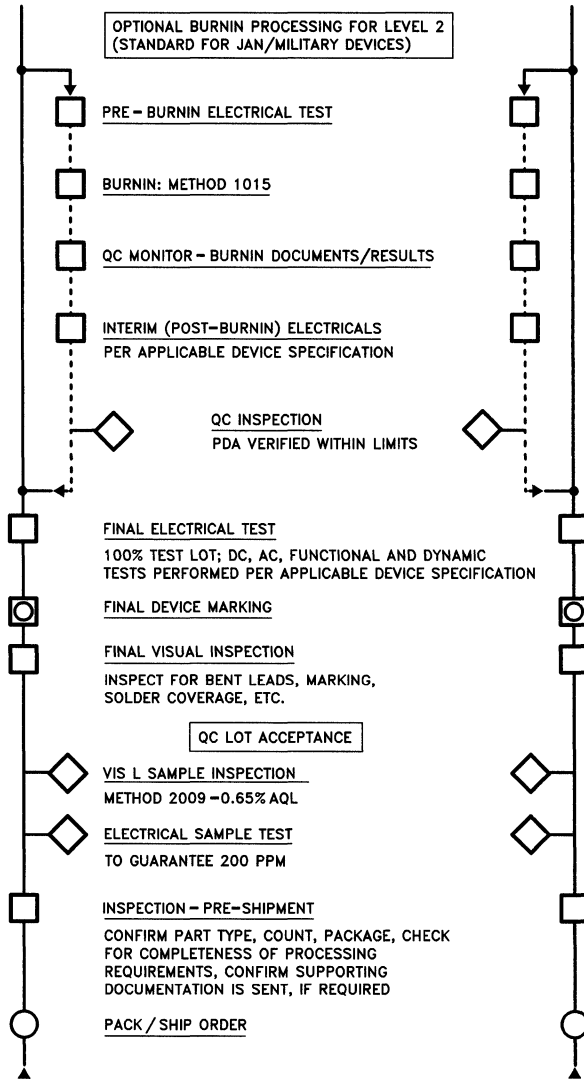 OPTIONAL BURNIN PROCESSING FOR LEVEL 2
(STANDARD FOR JAN/MILITARY DEVICES)
PRE-BURNIN ELECTRICAL TEST
BURNIN: METHOD 1015
QC MONITOR-BURNIN DOCUMENTS/RESULTS
INTERIM (POST-BURNIN) ELECTRICALS
PER APPLICABLE DEVICE SPECIFICATION
QC INSPECTION
PDA VERIFIED WITHIN LIMITS
FINAL ELECTRICAL TEST
100% TEST LOT; DC, AC, FUNCTIONAL AND DYNAMIC
TESTS PERFORMED PER APPLICABLE DEVICE SPECIFICATION
FINAL DEVICE MARKING
FINAL VISUAL INSPECTION
INSPECT FOR BENT LEADS, MARKING,
SOLDER COVERAGE, ETC.
QC LOT ACCEPTANCE
VIS L SAMPLE INSPECTION
METHOD 2009-0.65% AQL
ELECTRICAL SAMPLE TEST
TO GUARANTEE 200 PPM
INSPECTION-PRE-SHIPMENT
CONFIRM PART TYPE, COUNT, PACKAGE, CHECK
FOR COMPLETENESS OF PROCESSING
REQUIREMENTS, CONFIRM SUPPORTING
DOCUMENTATION IS SENT, IF REQUIRED
PACK/SHIP ORDER